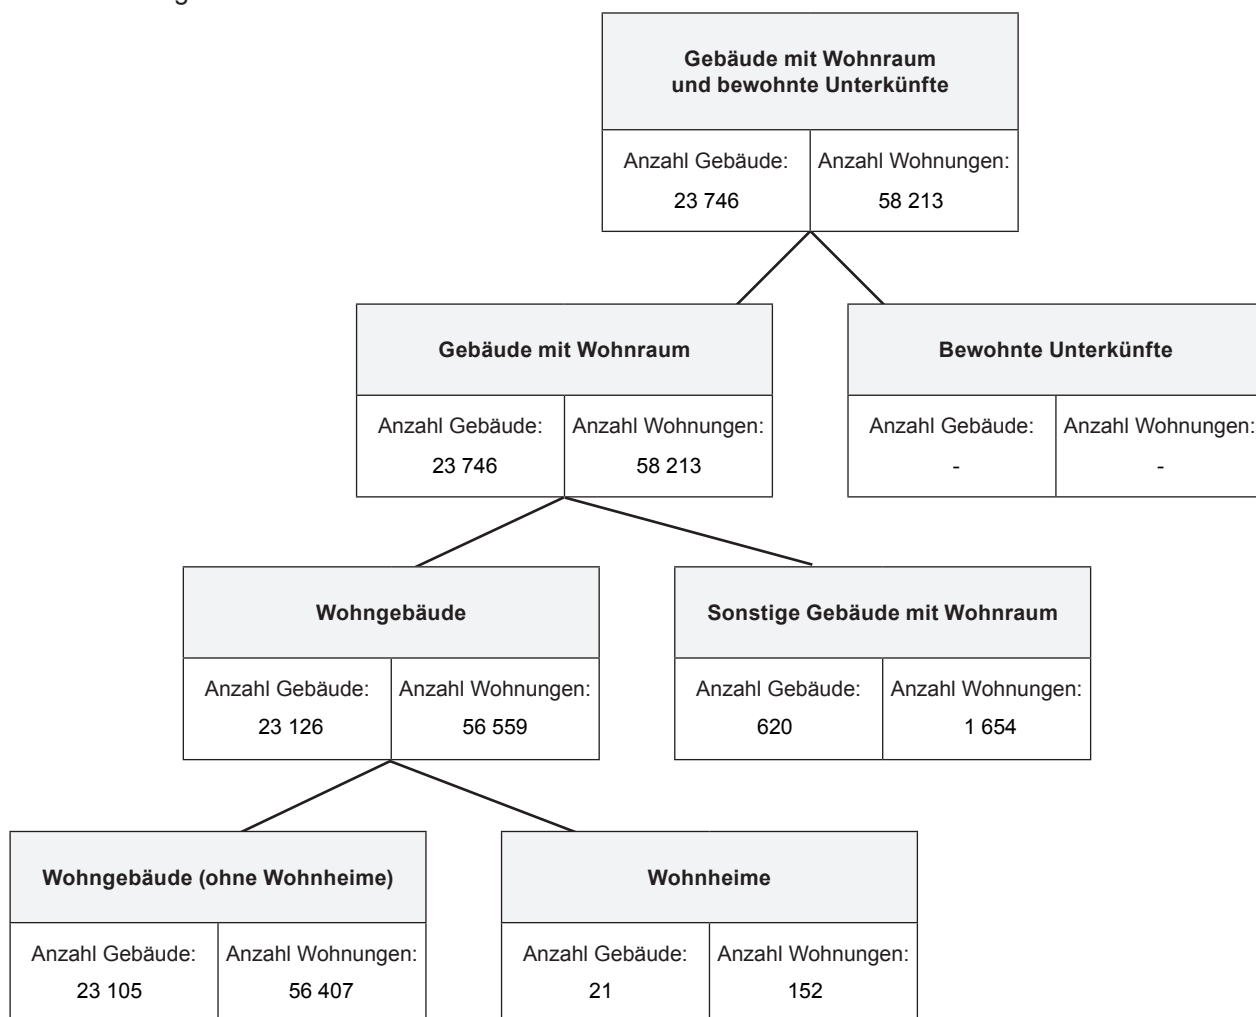 Gebäude mit Wohnraum
und bewohnte Unterkünfte
Anzahl Gebäude: Anzahl Wohnungen:
23 746 58 213
Gebäude mit Wohnraum Bewohnte Unterkünfte
Anzahl Gebäude: Anzahl Wohnungen: Anzahl Gebäude: Anzahl Wohnungen:
23 746 58 213 - -
Wohngebäude Sonstige Gebäude mit Wohnraum
Anzahl Gebäude: Anzahl Wohnungen: Anzahl Gebäude: Anzahl Wohnungen:
23 126 56 559 620 1 654
Wohngebäude (ohne Wohnheime) Wohnheime
Anzahl Gebäude: Anzahl Wohnungen: Anzahl Gebäude: Anzahl Wohnungen:
23 105 56 407 21 152